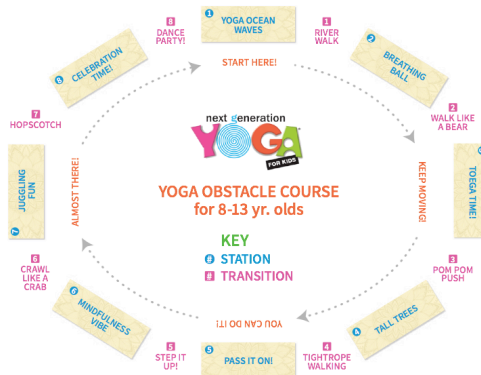 1 YOGA OCEAN
WAVES
START HERE!
1
RIVER
WALK
2 BREATHING
BALL
2
WALK LIKE
A BEAR
TOEGA TIME!
KEEP MOVING!
3
POM POM
PUSH
4 TALL TREES
4
TIGHTROPE
WALKING
5 PASS IT ON!
YOU CAN DO IT!
5
STEP IT
UP!
6 MINDFULNESS
VIBE
6
CRAWL
LIKE A
CRAB
7 JUGGLING
FUN
ALMOST THERE!
7
HOPSCOTCH
CELEBRATION
TIME!
8
DANCE
PARTY!
next generation
YOGA
FOR KIDS
YOGA OBSTACLE COURSE
for 8-13 yr. olds
KEY
# STATION
# TRANSITION